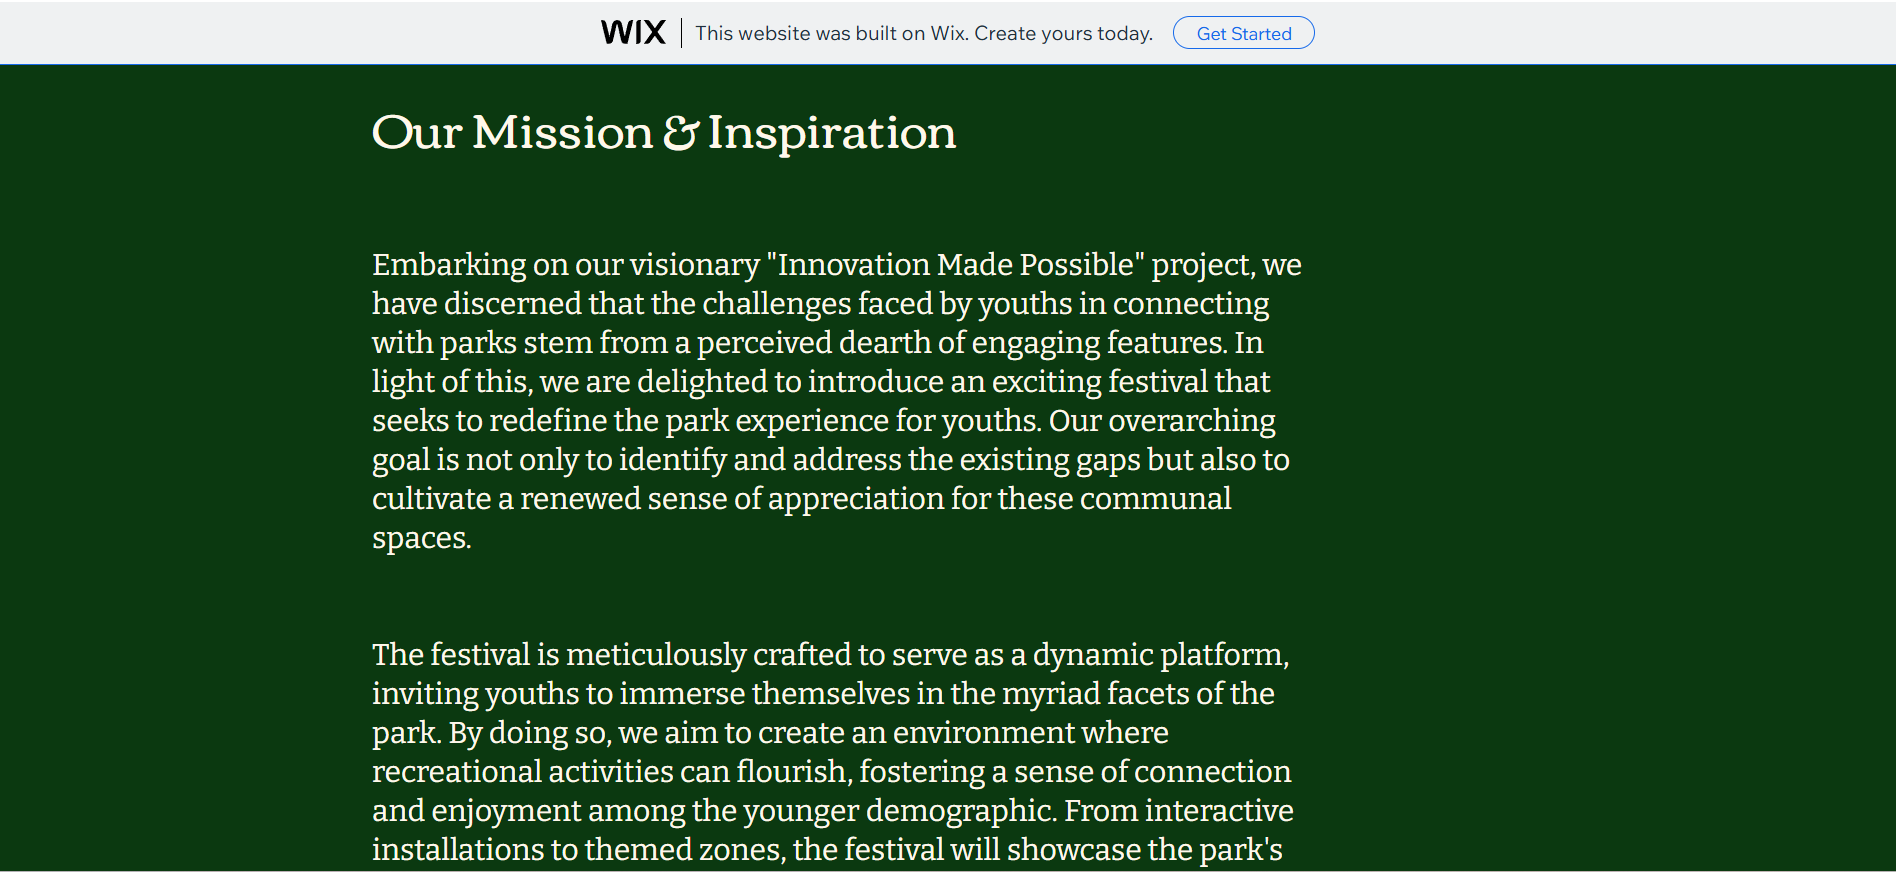 WIX | This website was built on Wix. Create yours today. Get Started
Our Mission & Inspiration
Embarking on our visionary "Innovation Made Possible" project, we
have discerned that the challenges faced by youths in connecting
with parks stem from a perceived dearth of engaging features. In
light of this, we are delighted to introduce an exciting festival that
seeks to redefine the park experience for youths. Our overarching
goal is not only to identify and address the existing gaps but also to
cultivate a renewed sense of appreciation for these communal
spaces.
The festival is meticulously crafted to serve as a dynamic platform,
inviting youths to immerse themselves in the myriad facets of the
park. By doing so, we aim to create an environment where
recreational activities can flourish, fostering a sense of connection
and enjoyment among the younger demographic. From interactive
installations to themed zones, the festival will showcase the park's